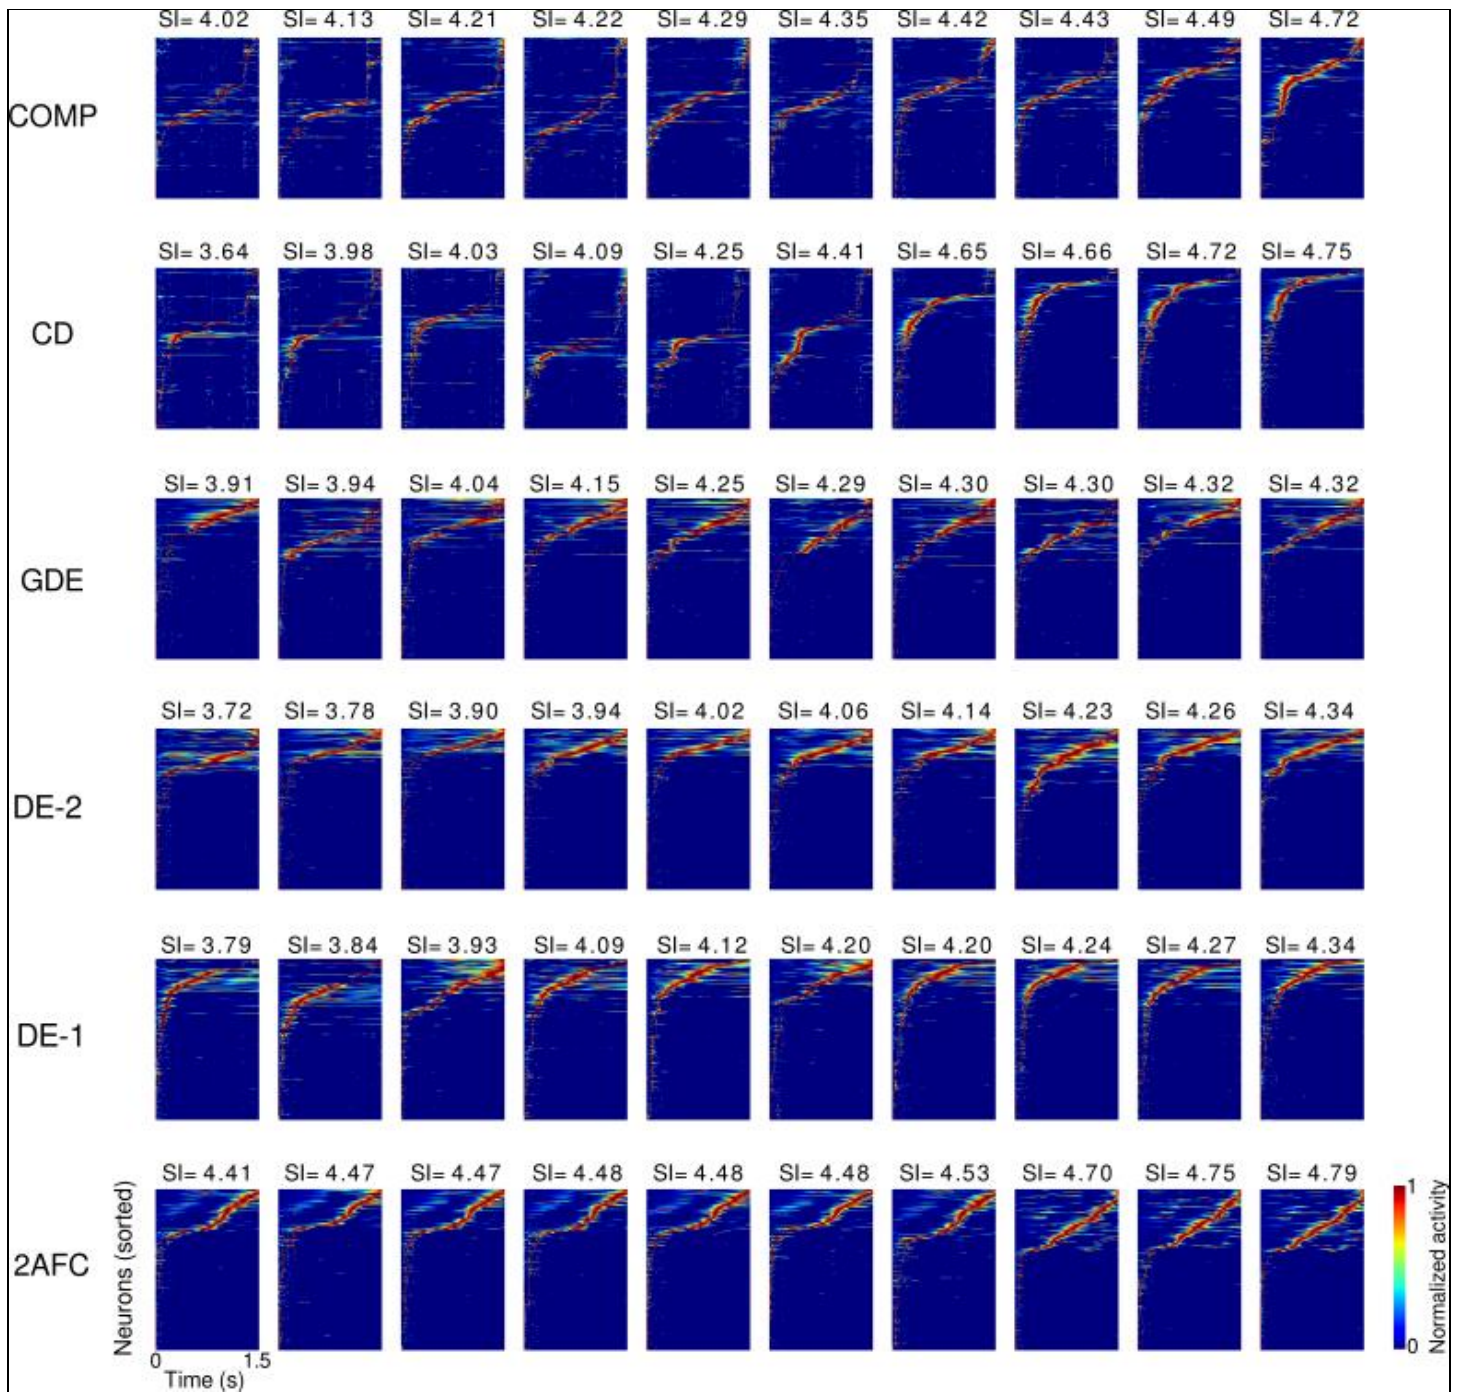 SI= 4.02 SI= 4.13 SI= 4.21 SI= 4.22 SI= 4.29 SI= 4.35 SI= 4.42 SI= 4.43 SI= 4.49 SI= 4.72
COMP
SI= 3.64 SI= 3.98 SI= 4.03 SI= 4.09 SI= 4.25 SI= 4.41 SI= 4.65 SI= 4.66 SI= 4.72 SI= 4.75
CD
SI= 3.91 SI= 3.94 SI= 4.04 SI= 4.15 SI= 4.25 SI= 4.29 SI= 4.30 SI= 4.30 SI= 4.32 SI= 4.32
GDE
SI= 3.72 SI= 3.78 SI= 3.90 SI= 3.94 SI= 4.02 SI= 4.06 SI= 4.14 SI= 4.23 SI= 4.26 SI= 4.34
DE-2
SI= 3.79 SI= 3.84 SI= 3.93 SI= 4.09 SI= 4.12 SI= 4.20 SI= 4.20 SI= 4.24 SI= 4.27 SI= 4.34
DE-1
SI= 4.41 SI= 4.47 SI= 4.47 SI= 4.48 SI= 4.48 SI= 4.48 SI= 4.53 SI= 4.70 SI= 4.75 SI= 4.79
2AFC
Neurons (sorted)
0 1.5
Time (s)
1
0
Normalized activity